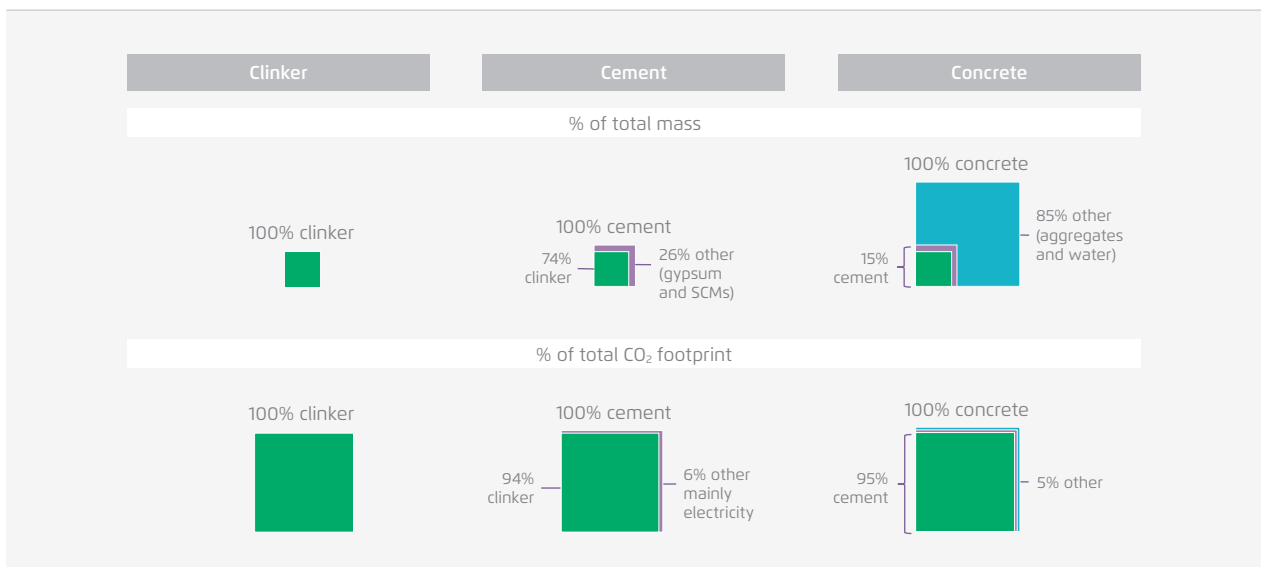 Clinker
Cement
Concrete
% of total mass
100% clinker
100% cement
74%
clinker
26% other
(gypsum
and SCMs)
100% concrete
15%
cement
85% other
(aggregates
and water)
% of total CO₂ footprint
100% clinker
100% cement
94%
clinker
6% other
mainly
electricity
100% concrete
95%
cement
5% other